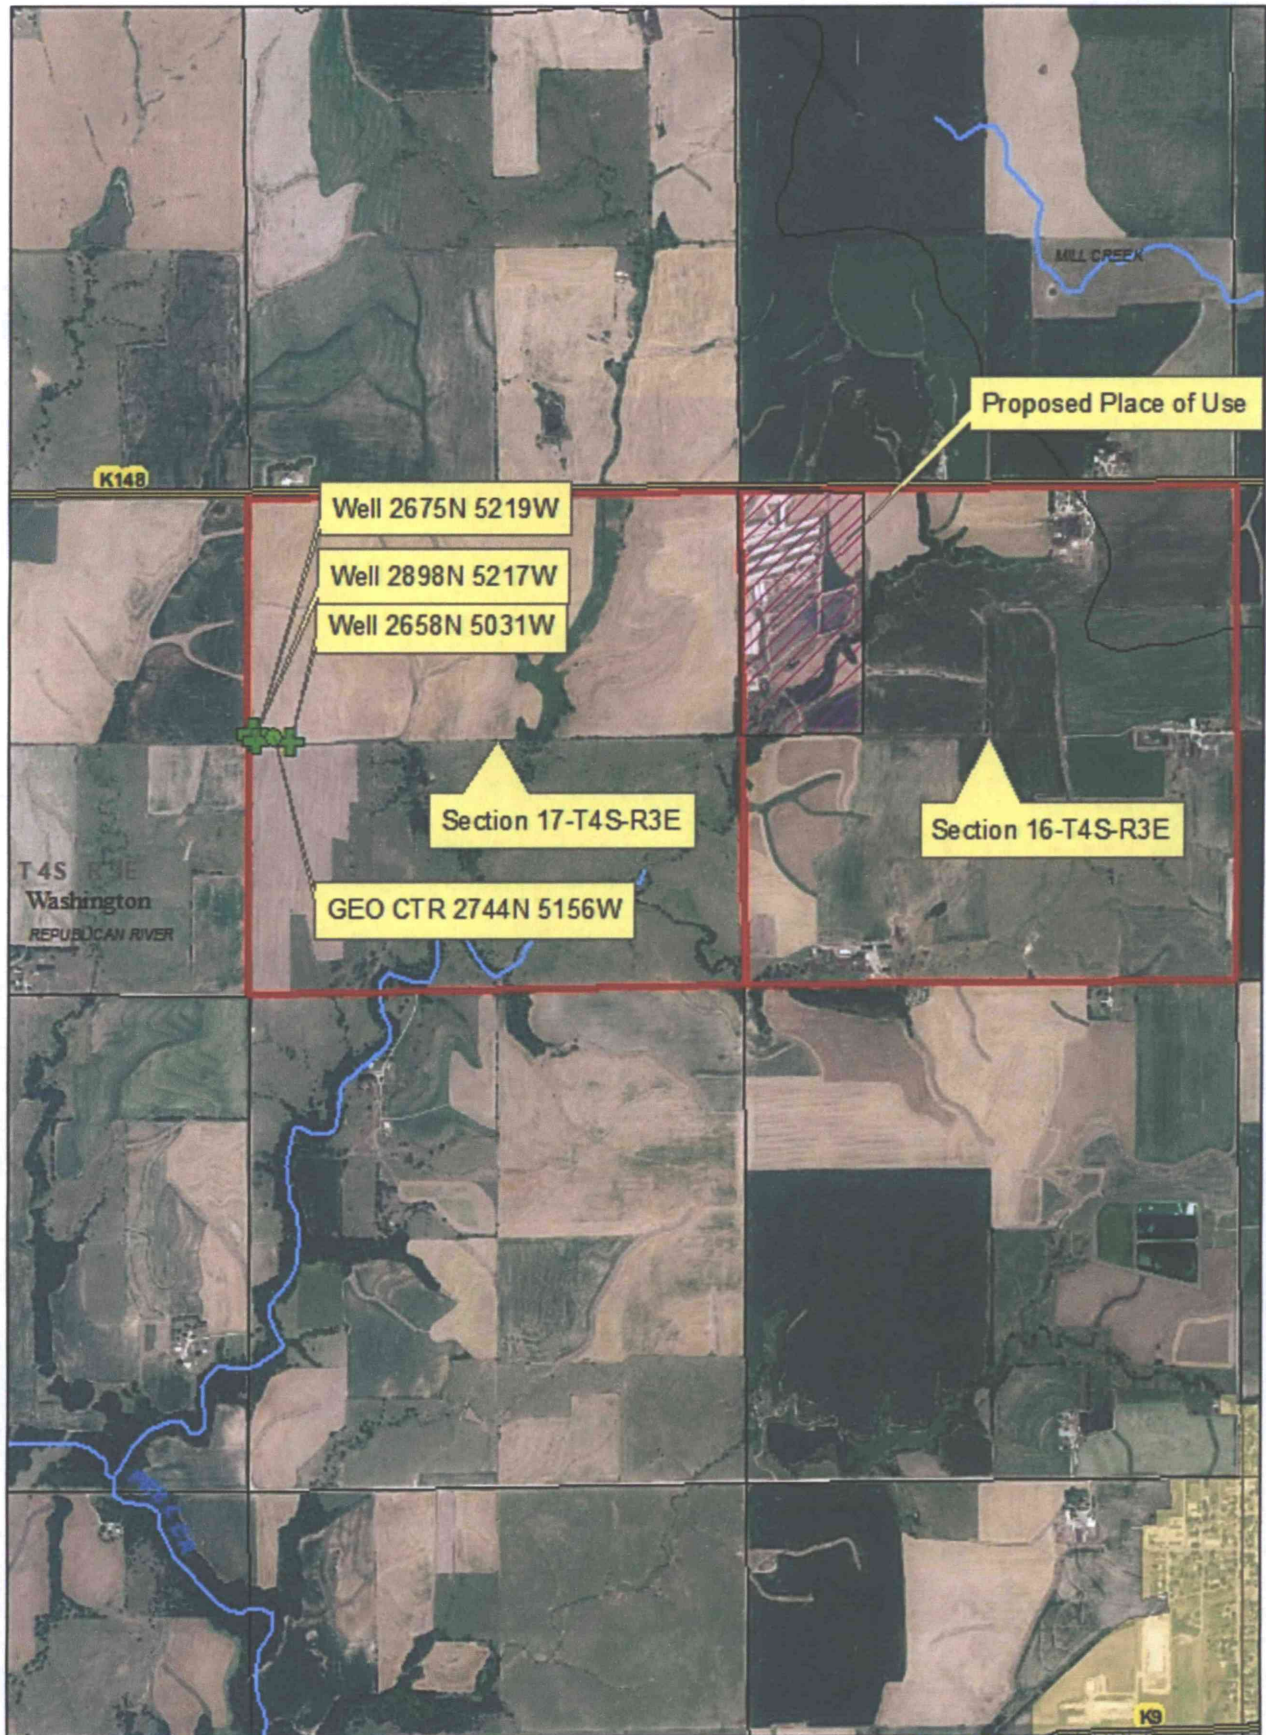 MILL CREEK
Proposed Place of Use
K148
Well 2675N 5219W
Well 2898N 5217W
Well 2658N 5031W
Section 17-T4S-R3E
Section 16-T4S-R3E
T4S R3E
Washington
REPUBLICAN RIVER
GEO CTR 2744N 5156W
K9